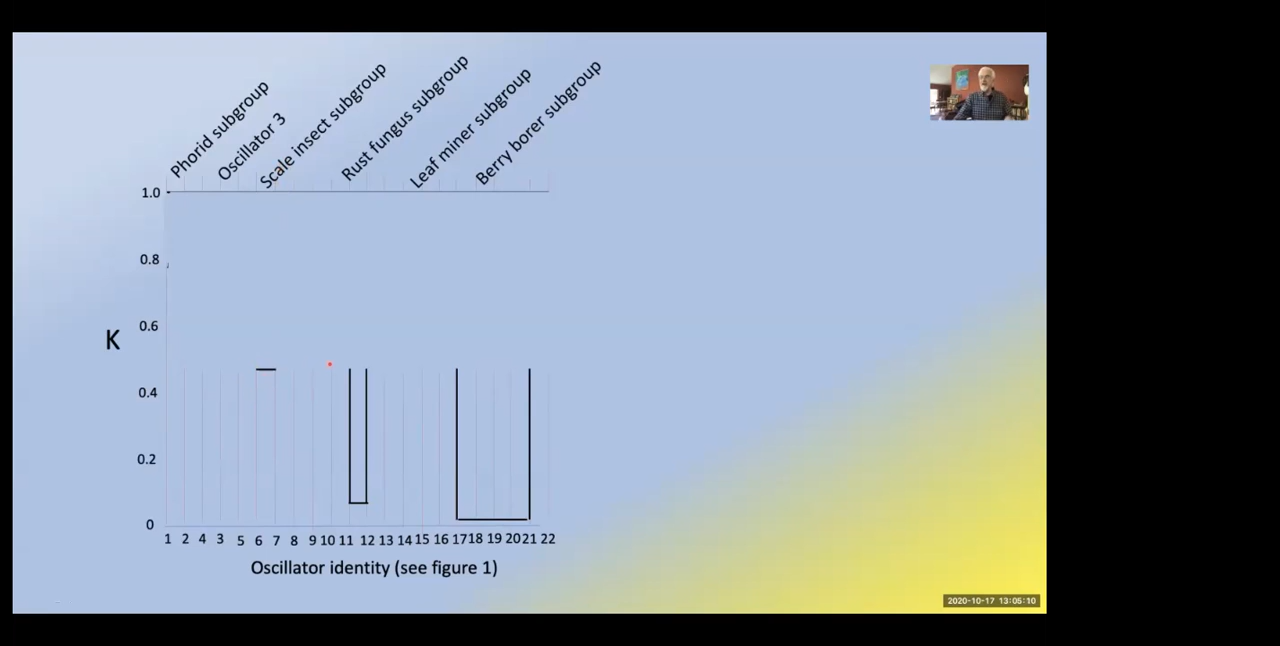 Phorid subgroup
Oscillator 3
Scale insect subgroup
Rust fungus subgroup
Leaf miner subgroup
Berry borer subgroup
1.0
0.8
0.6
K
0.4
0.2
0
1 2 4 3 5 6 7 8 9 10 11 12 13 14 15 16 17 18 19 20 21 22
Oscillator identity (see figure 1)
2020-10-17 13:05:10